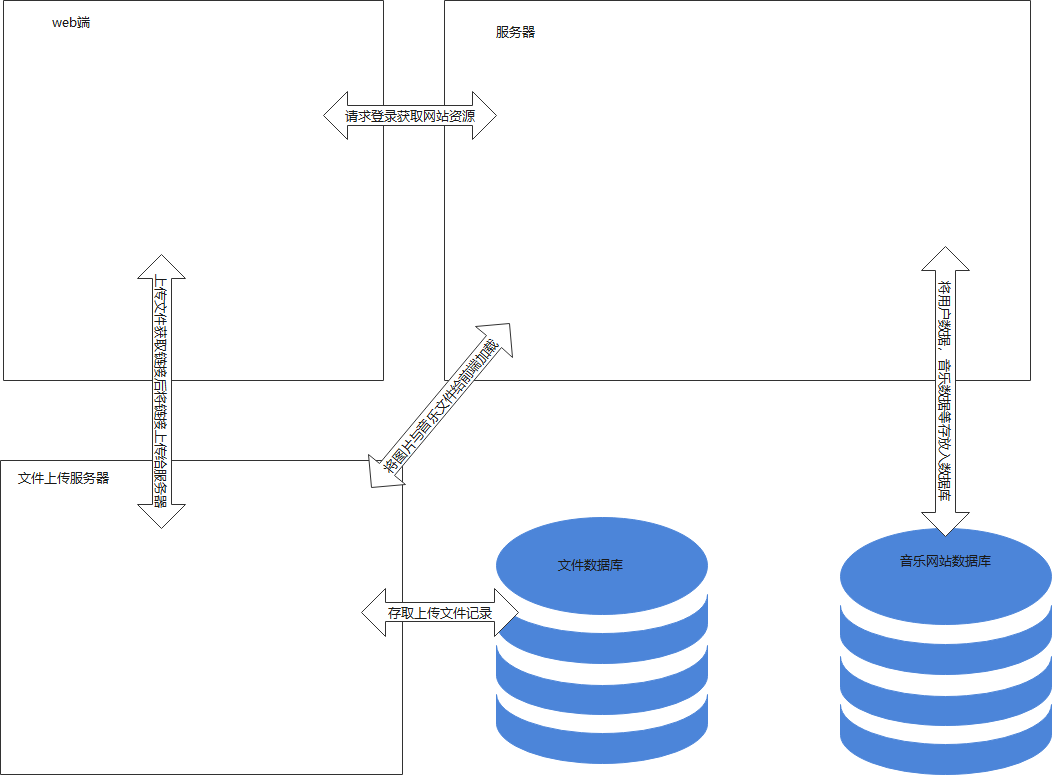 web端
服务器
请求登录获取网站资源
上传文件获取链接后将链接上传给服务器
将图片与音乐文件给前端加载
将用户数据，音乐数据等存放入数据库
文件上传服务器
文件数据库
音乐网站数据库
存取上传文件记录